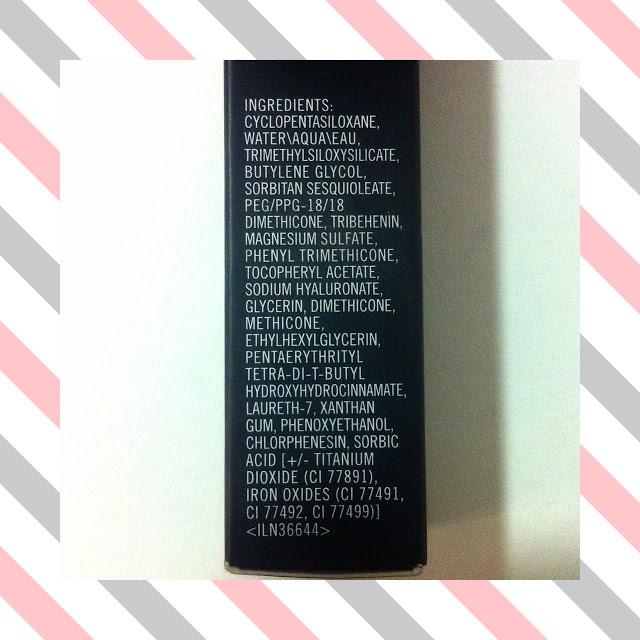 INGREDIENTS:
CYCLOPENTASILOXANE,
WATER\AQUA\EAU,
TRIMETHYLSILOXYSILICATE,
BUTYLENE GLYCOL,
SORBITAN SESQUIOLEATE,
PEG/PPG-18/18
DIMETHICONE, TRIBEHENIN,
MAGNESIUM SULFATE,
PHENYL TRIMETHICONE,
TOCOPHERYL ACETATE,
SODIUM HYALURONATE,
GLYCERIN, DIMETHICONE,
METHICONE,
ETHYLHEXYLGLYCERIN,
PENTAERYTHRITYL
TETRA-DI-T-BUTYL
HYDROXYHYDROCINNAMATE,
LAURETH-7, XANTHAN
GUM, PHENOXYETHANOL,
CHLORPHENESIN, SORBIC
ACID [+/- TITANIUM
DIOXIDE (CI 77891),
IRON OXIDES (CI 77491,
CI 77492, CI 77499)]
<ILN36644>